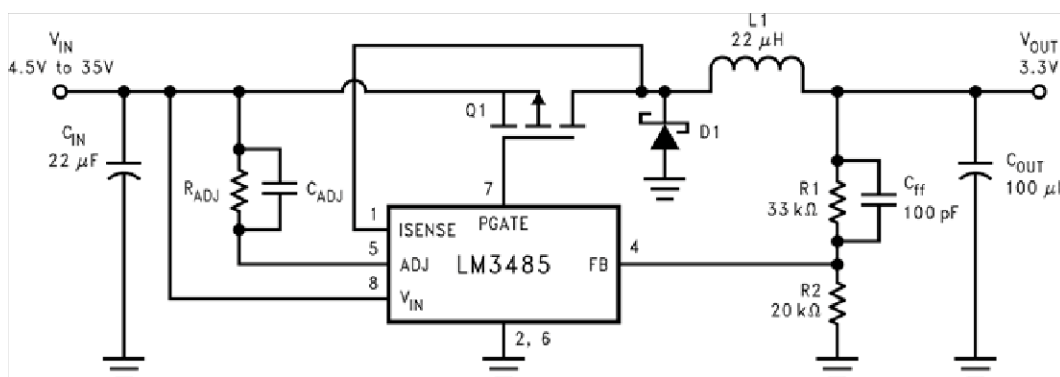 V_IN
4.5V to 35V
C_IN
22 μF
R_ADJ
C_ADJ
Q1
L1
22 μH
D1
V_OUT
3.3V
R1
33 kΩ
C_ff
100 pF
C_OUT
100 μ
R2
20 kΩ
7
1
5
8
4
2, 6
ISENSE
PGATE
ADJ
LM3485
FB
V_IN